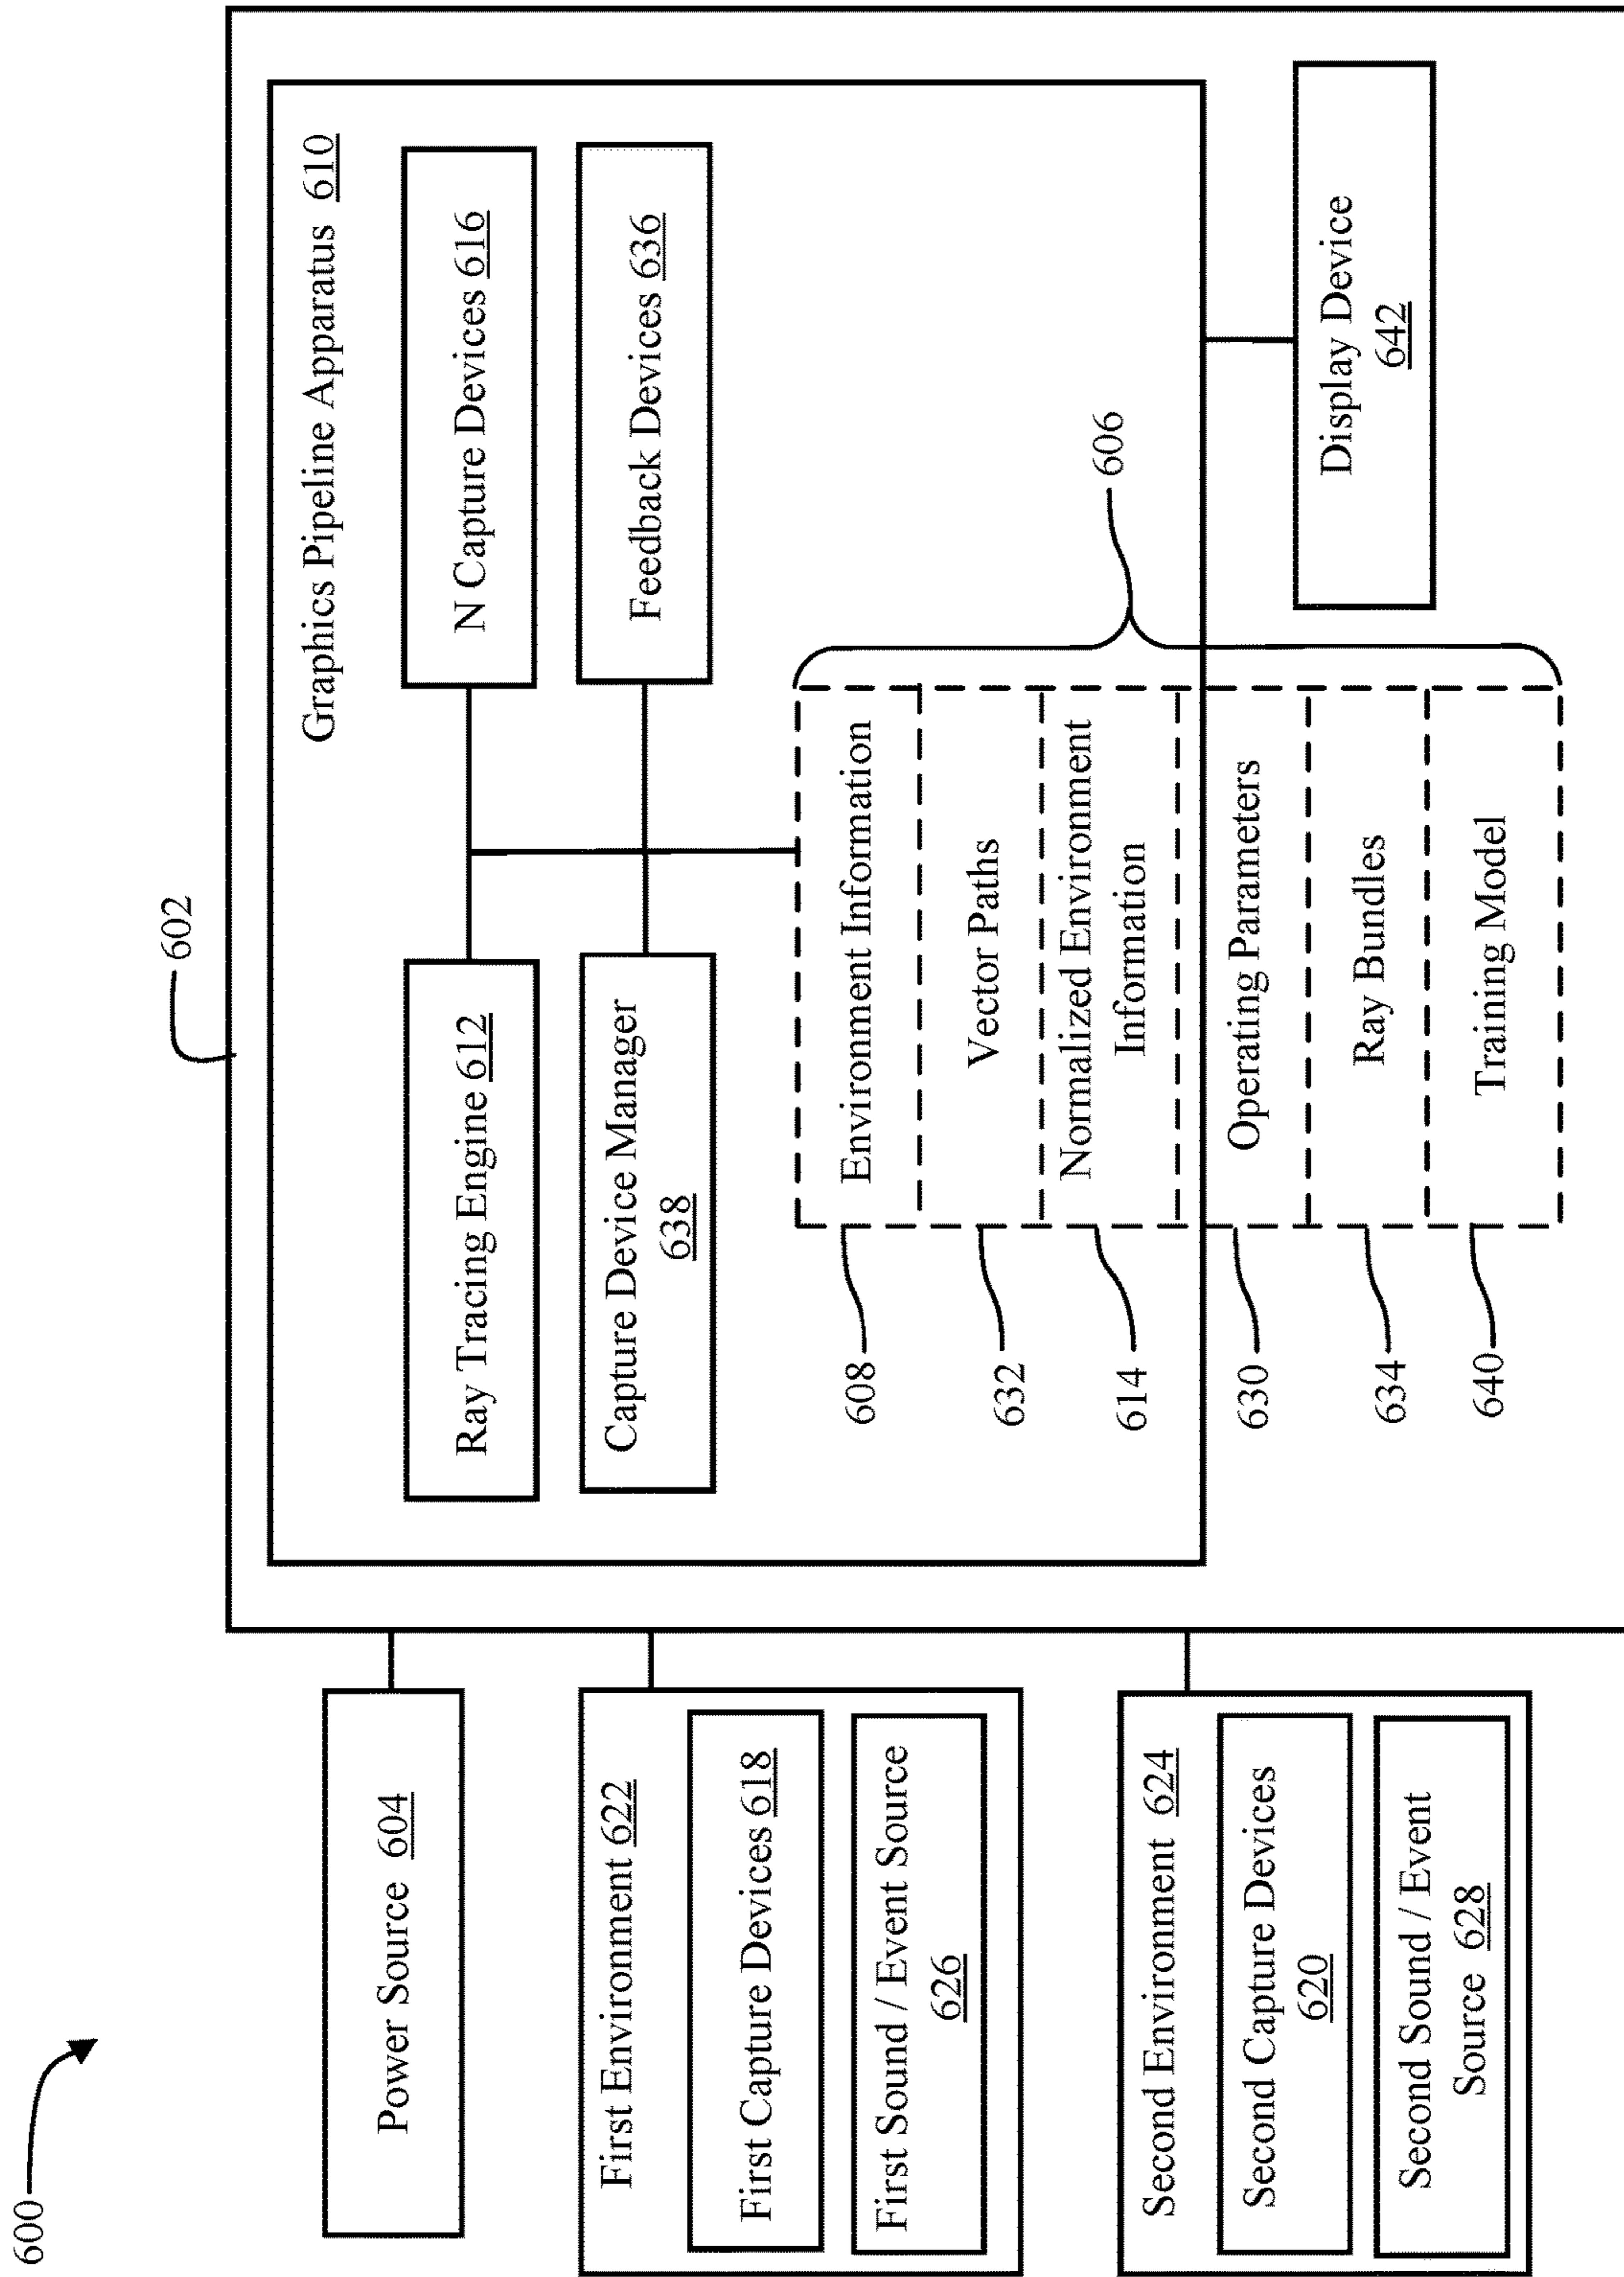 600
602
Power Source 604
First Environment 622
First Capture Devices 618
First Sound / Event Source
626
Second Environment 624
Second Capture Devices
620
Second Sound / Event
Source 628
Graphics Pipeline Apparatus 610
Ray Tracing Engine 612
N Capture Devices 616
Capture Device Manager
638
Feedback Devices 636
608
Environment Information
632
Vector Paths
614
Normalized Environment
Information
630
Operating Parameters
634
Ray Bundles
640
Training Model
606
Display Device
642